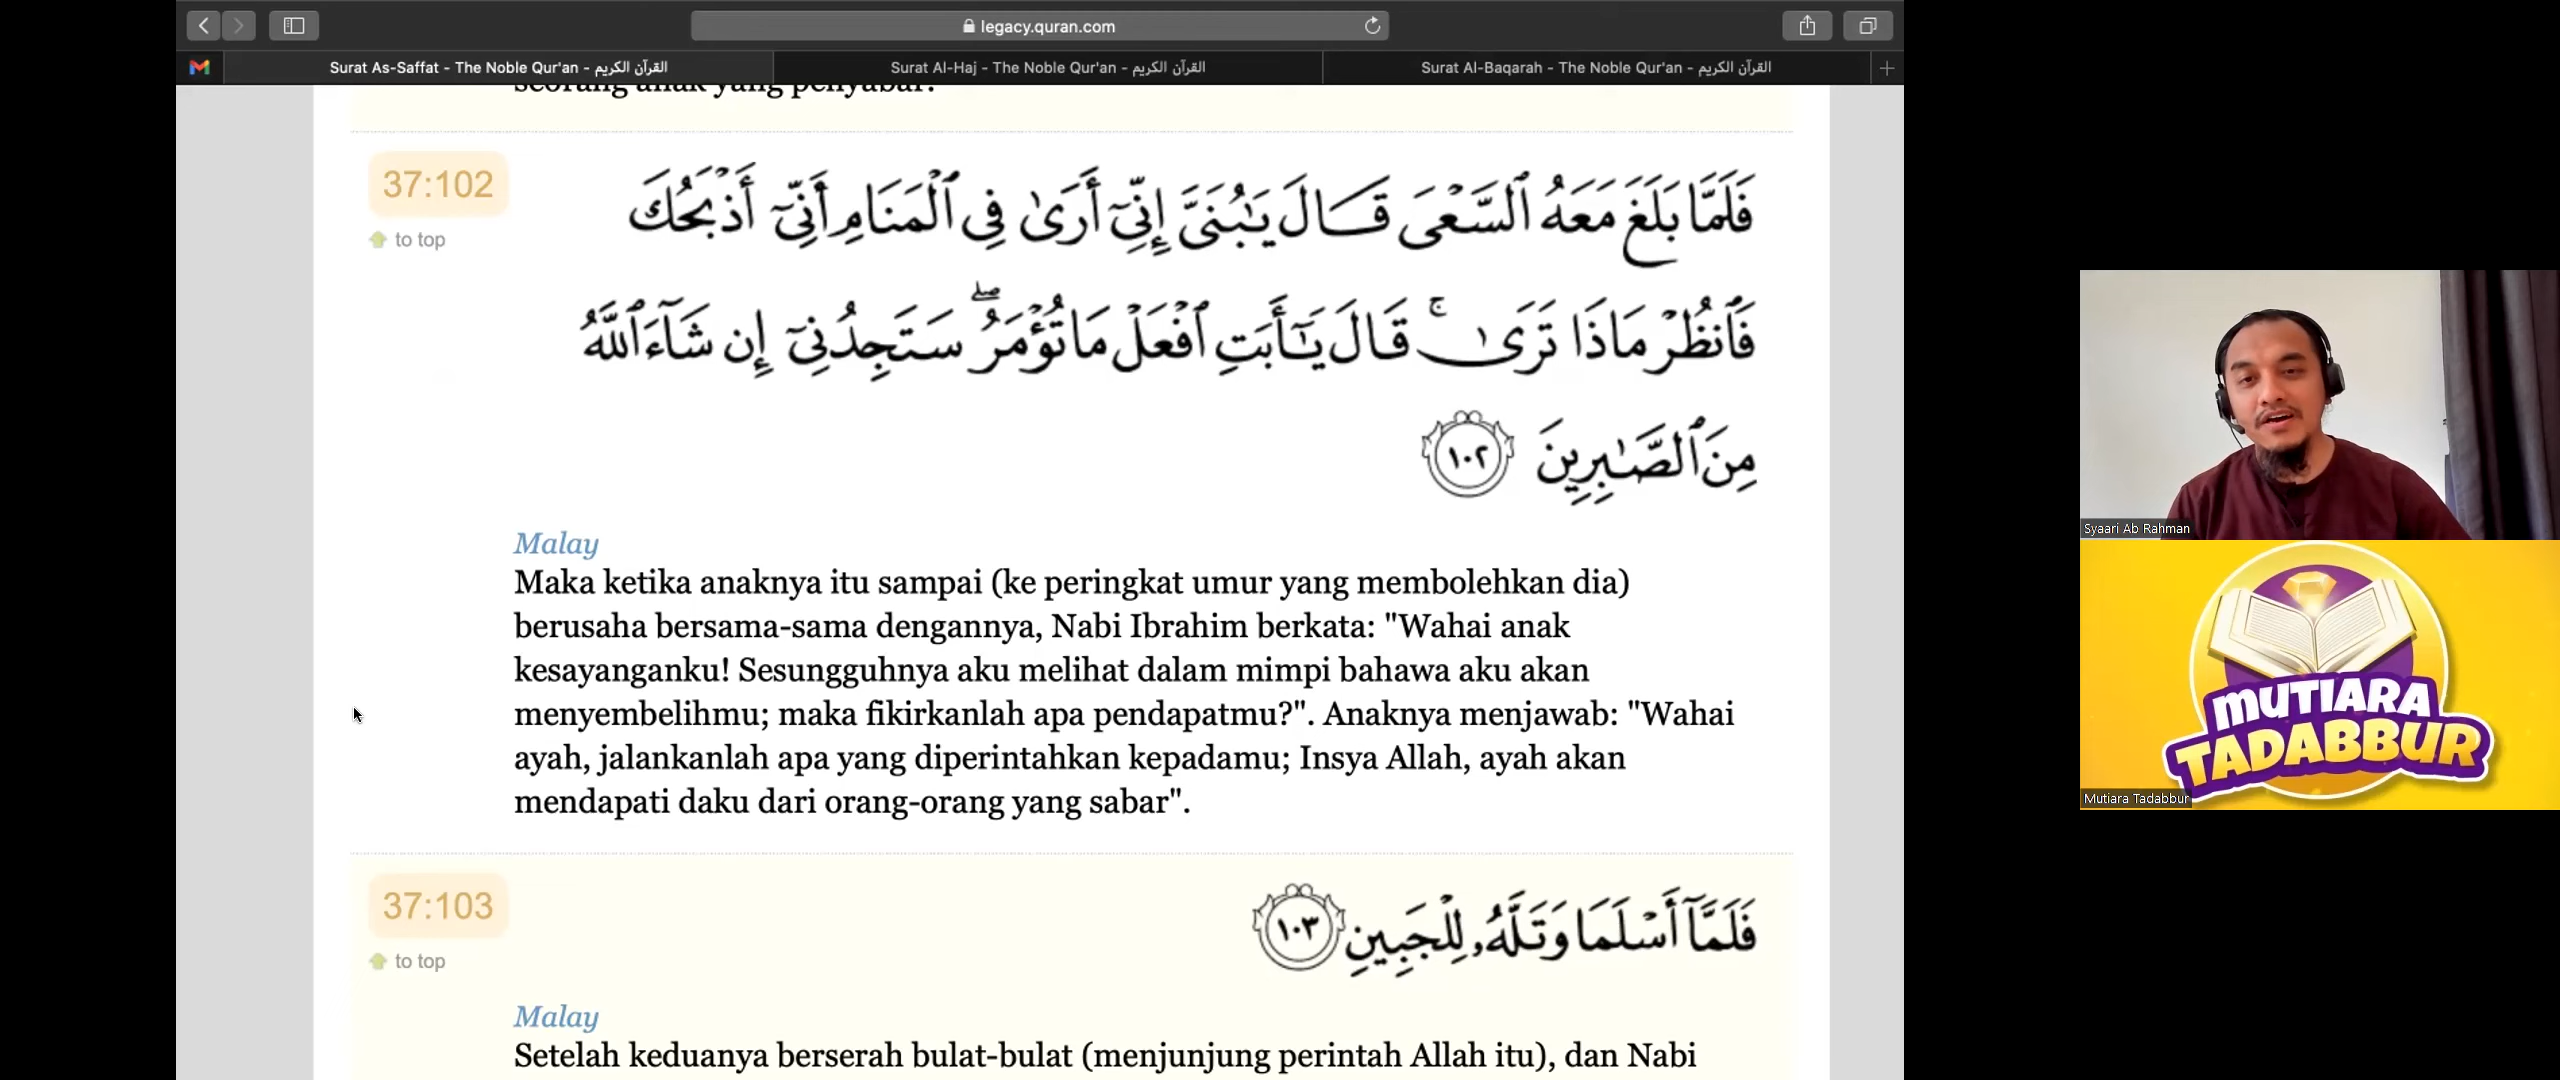 legacy.quran.com
Surat As-Saffat - The Noble Qur'an - القرآن الكريم
Surat Al-Haj - The Noble Qur'an - القرآن الكريم
Surat Al-Baqarah - The Noble Qur'an - القرآن الكريم
seorang anak yang penyabar.
37:102
to top
فَلَمَّا بَلَغَ مَعَهُ ٱلسَّعْىَ قَالَ يَـٰبُنَىَّ إِنِّىٓ أَرَىٰ فِى ٱلْمَنَامِ أَنِّىٓ أَذْبَحُكَ
فَٱنظُرْ مَاذَا تَرَىٰ ۚ قَالَ يَـٰٓأَبَتِ ٱفْعَلْ مَا تُؤْمَرُ ۖ سَتَجِدُنِىٓ إِن شَآءَ ٱللَّهُ
مِنَ ٱلصَّـٰبِرِينَ ١٠٢
Malay
Maka ketika anaknya itu sampai (ke peringkat umur yang membolehkan dia)
berusaha bersama-sama dengannya, Nabi Ibrahim berkata: "Wahai anak
kesayanganku! Sesungguhnya aku melihat dalam mimpi bahawa aku akan
menyembelihmu; maka fikirkanlah apa pendapatmu?". Anaknya menjawab: "Wahai
ayah, jalankanlah apa yang diperintahkan kepadamu; Insya Allah, ayah akan
mendapati daku dari orang-orang yang sabar".
37:103
to top
فَلَمَّآ أَسْلَمَا وَتَلَّهُۥ لِلْجَبِينِ ١٠٣
Malay
Setelah keduanya berserah bulat-bulat (menjunjung perintah Allah itu), dan Nabi
Syaari Ab Rahman
MUTIARA
TADABBUR
Mutiara Tadabbur